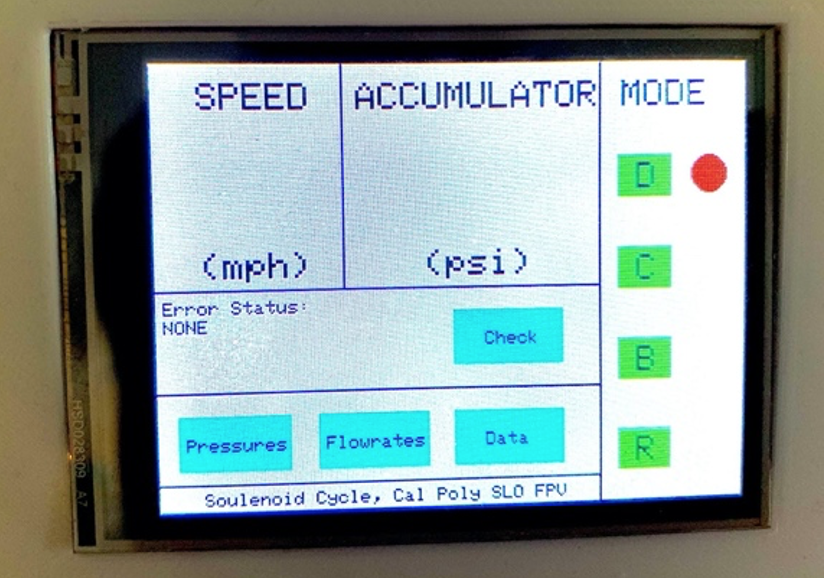 SPEED
ACCUMULATOR
MODE
(mph)
(psi)
D
C
B
R
Error Status:
NONE
Check
Pressures
Flowrates
Data
Soulenoid Cycle, Cal Poly SLO FPV